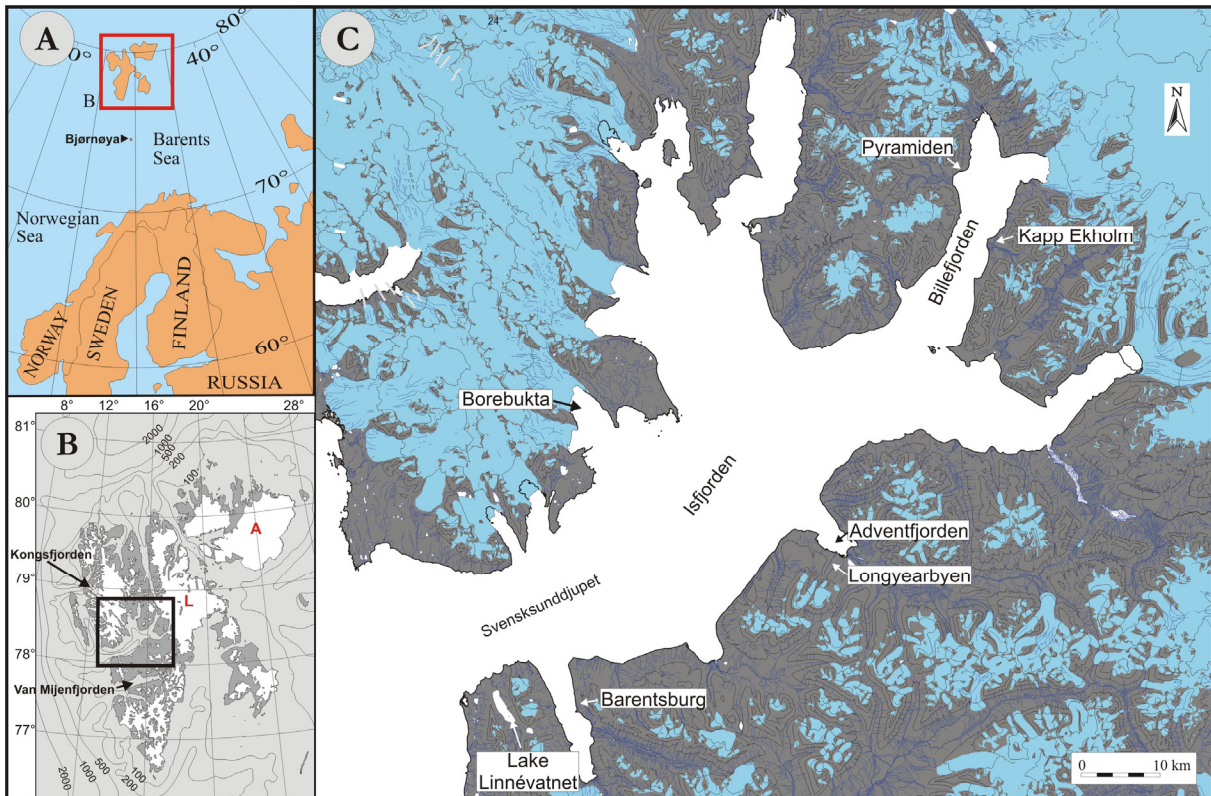 A
0°
40°
80°
B
Bjørnøya
Barents
Sea
70°
Norwegian
Sea
NORWAY
SWEDEN
FINLAND
60°
RUSSIA
8°
12°
16°
20°
28°
B
81°
80°
79°
78°
77°
2000
1000
500
200
100
A
Kongsfjorden
L
Van Mijenfjorden
2000
1000
500
200
100
C
24°
N
Pyramiden
Kapp Ekholm
Billefjorden
Borebukta
Isfjorden
Adventfjorden
Longyearbyen
Svensksunddjupet
Barentsburg
Lake
Linnévatnet
0 10 km